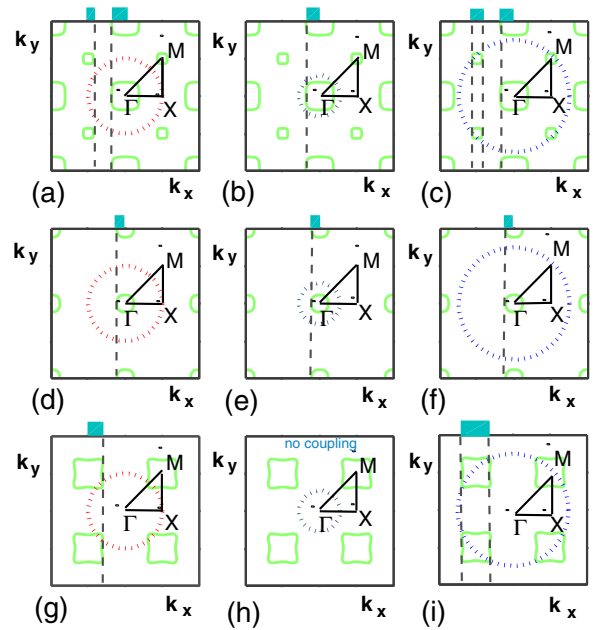 k y
M
Γ
X
(a)
k x
k y
M
Γ
X
(b)
k x
k y
M
Γ
X
(c)
k x
k y
M
Γ
X
(d)
k x
k y
M
Γ
X
(e)
k x
k y
M
Γ
X
(f)
k x
k y
M
Γ
X
(g)
k x
no coupling
k y
M
Γ
X
(h)
k x
k y
M
Γ
X
(i)
k x